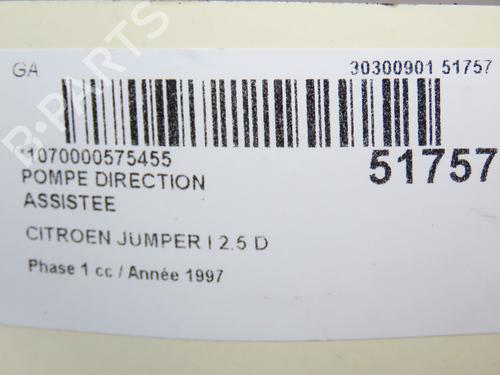 GA
30300901 51757
*1070000575455
51757
POMPE DIRECTION
ASSISTEE
CITROEN JUMPER I 2.5 D
Phase 1 cc / Année 1997
B-PARTS